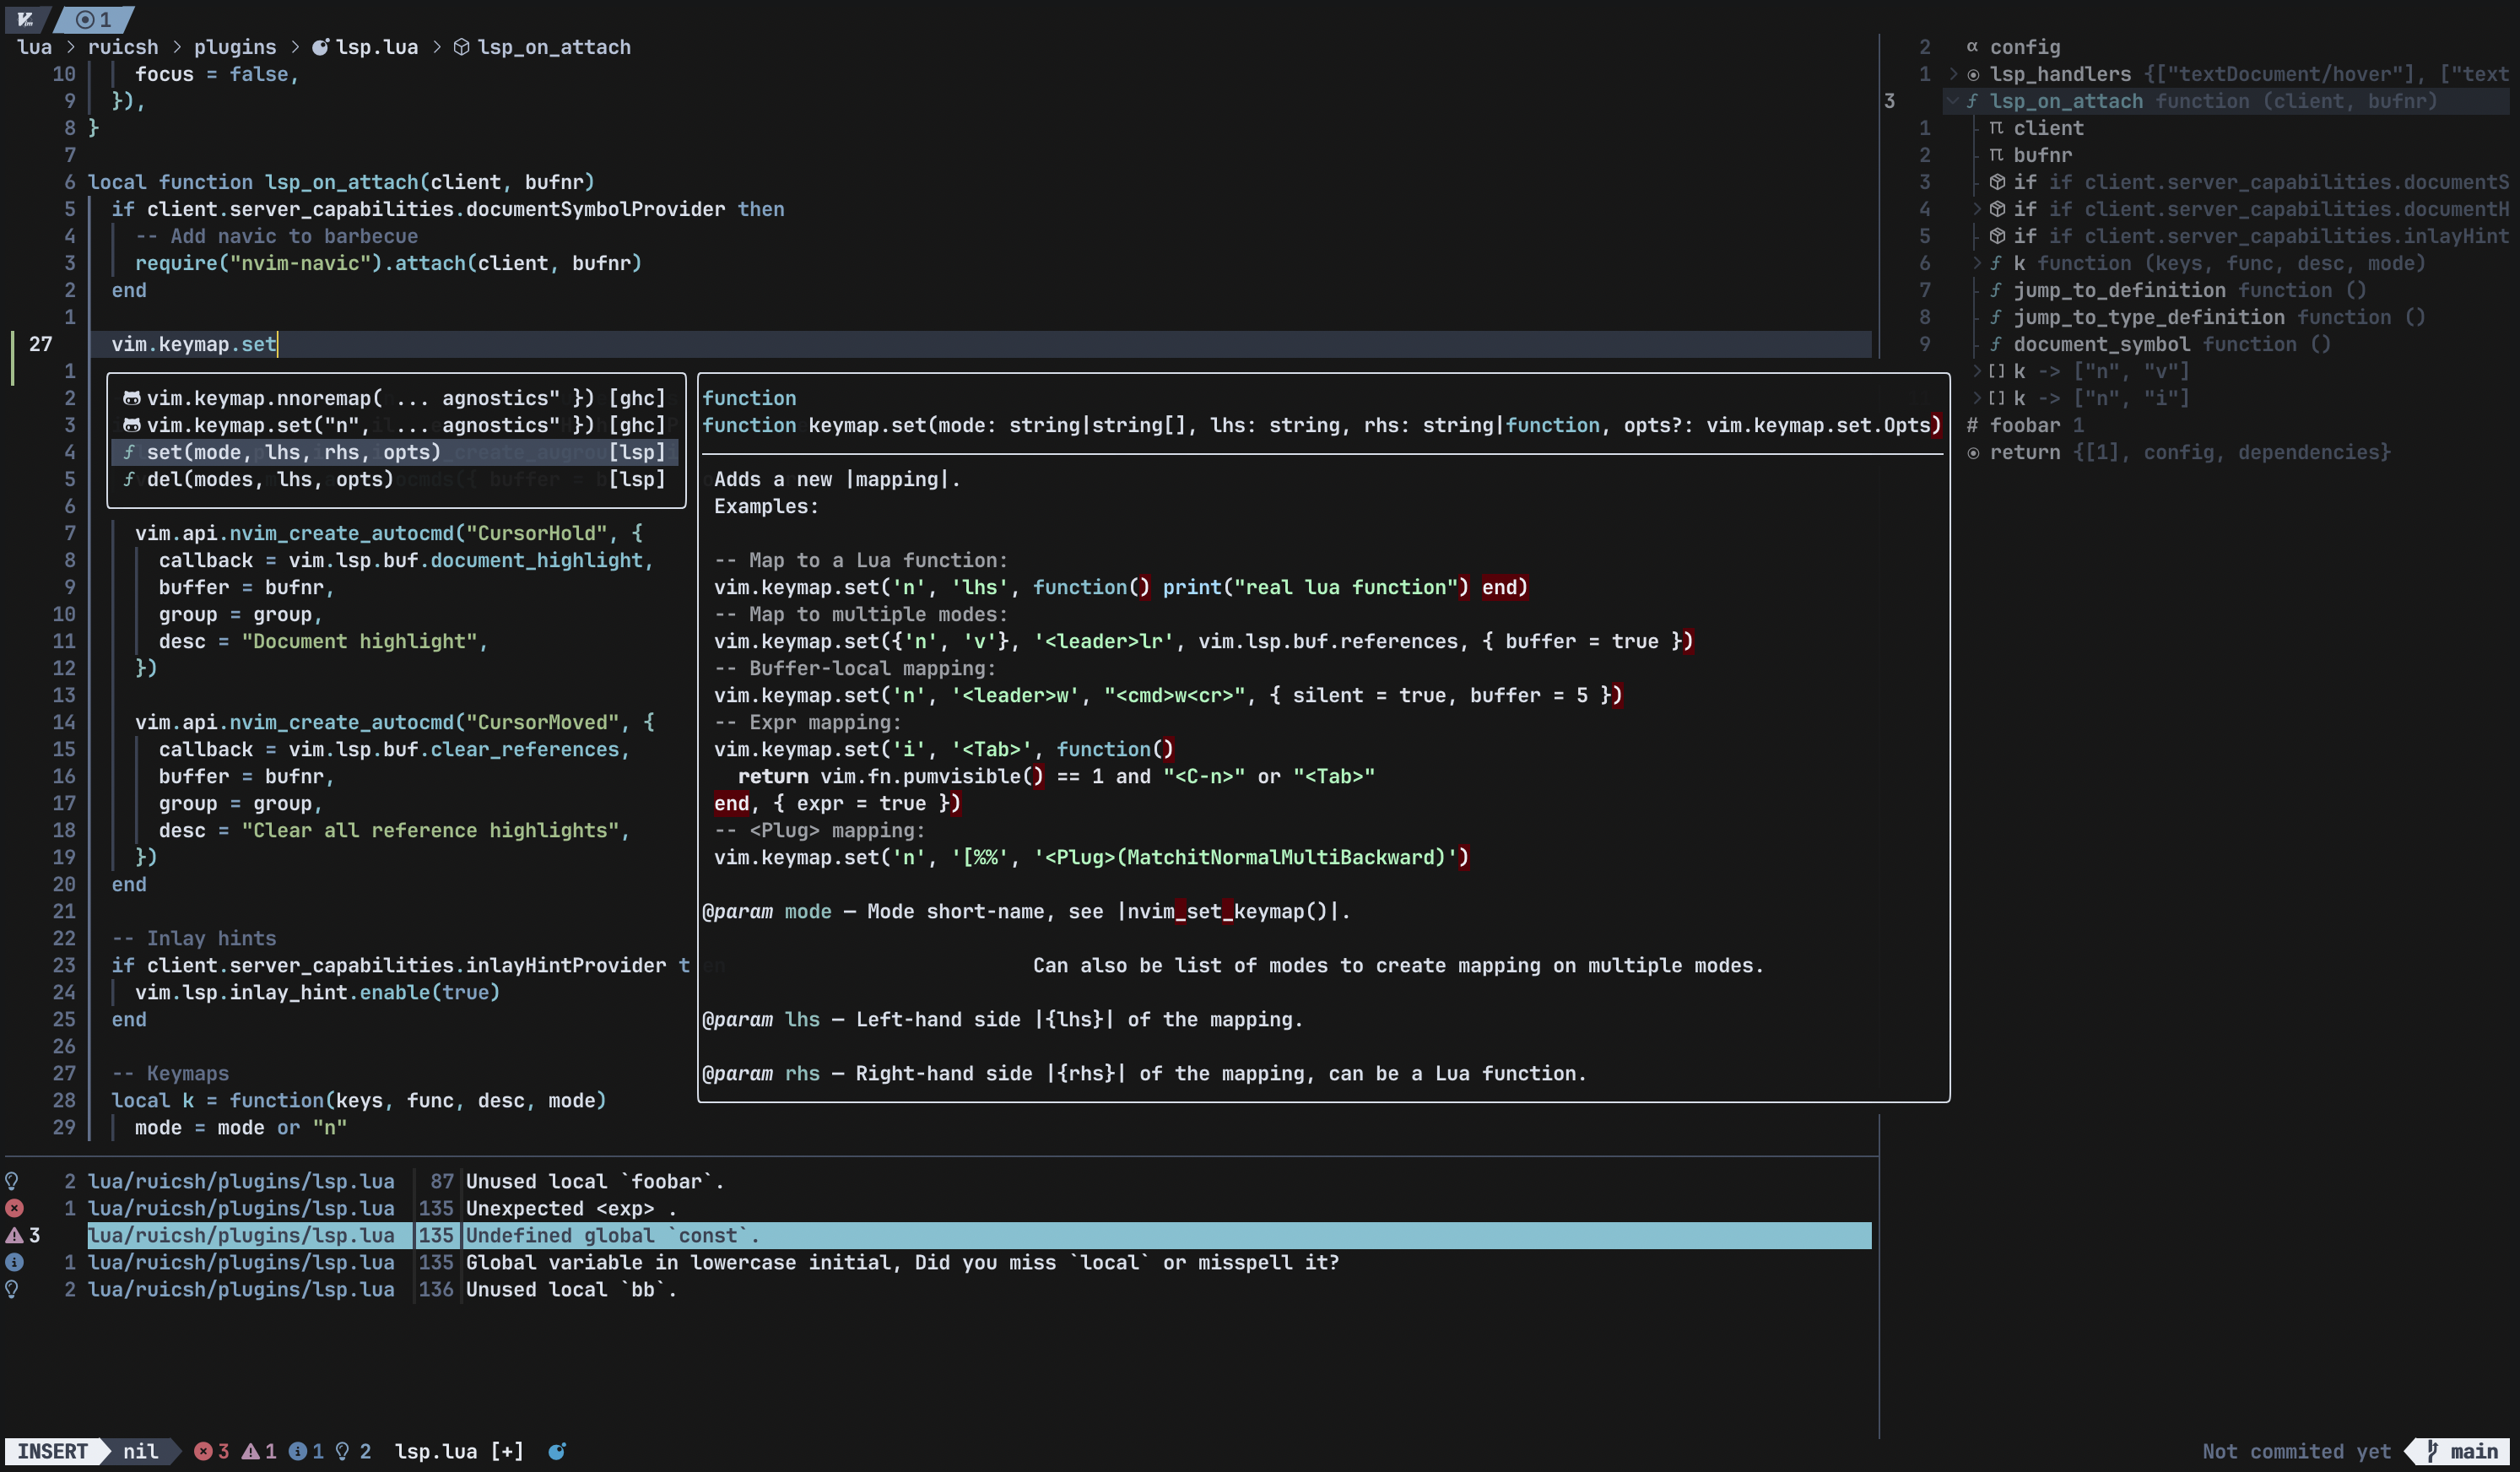 1
lua > ruicsh > plugins > lsp.lua > lsp_on_attach
10 focus = false,
9 }),
8 }
7
6 local function lsp_on_attach(client, bufnr)
5 if client.server_capabilities.documentSymbolProvider then
4 -- Add navic to barbecue
3 require("nvim-navic").attach(client, bufnr)
2 end
1
27 vim.keymap.set
1
2 vim.keymap.nnoremap( ... agnostics" }) [ghc]
3 vim.keymap.set("n", ... agnostics" }) [ghc]
4 set(mode, lhs, rhs, opts) [lsp]
5 del(modes, lhs, opts) [lsp]
6
7 vim.api.nvim_create_autocmd("CursorHold", {
8 callback = vim.lsp.buf.document_highlight,
9 buffer = bufnr,
10 group = group,
11 desc = "Document highlight",
12 })
13
14 vim.api.nvim_create_autocmd("CursorMoved", {
15 callback = vim.lsp.buf.clear_references,
16 buffer = bufnr,
17 group = group,
18 desc = "Clear all reference highlights",
19 })
20 end
21
22 -- Inlay hints
23 if client.server_capabilities.inlayHintProvider t
24 vim.lsp.inlay_hint.enable(true)
25 end
26
27 -- Keymaps
28 local k = function(keys, func, desc, mode)
29 mode = mode or "n"
function
function keymap.set(mode: string|string[], lhs: string, rhs: string|function, opts?: vim.keymap.set.Opts)
Adds a new |mapping|.
Examples:
-- Map to a Lua function:
vim.keymap.set('n', 'lhs', function() print("real lua function") end)
-- Map to multiple modes:
vim.keymap.set({'n', 'v'}, '<leader>lr', vim.lsp.buf.references, { buffer = true })
-- Buffer-local mapping:
vim.keymap.set('n', '<leader>w', "<cmd>w<cr>", { silent = true, buffer = 5 })
-- Expr mapping:
vim.keymap.set('i', '<Tab>', function()
return vim.fn.pumvisible() == 1 and "<C-n>" or "<Tab>"
end, { expr = true })
-- <Plug> mapping:
vim.keymap.set('n', '[%%', '<Plug>(MatchitNormalMultiBackward)')
@param mode — Mode short-name, see |nvim_set_keymap()|.
Can also be list of modes to create mapping on multiple modes.
@param lhs — Left-hand side |{lhs}| of the mapping.
@param rhs — Right-hand side |{rhs}| of the mapping, can be a Lua function.
2 α config
1 > lsp_handlers {["textDocument/hover"], ["text
3 f lsp_on_attach function (client, bufnr)
1 π client
2 π bufnr
3 if if client.server_capabilities.documentS
4 > if if client.server_capabilities.documentH
5 if if client.server_capabilities.inlayHint
6 > f k function (keys, func, desc, mode)
7 f jump_to_definition function ()
8 f jump_to_type_definition function ()
9 f document_symbol function ()
> [] k -> ["n", "v"]
> [] k -> ["n", "i"]
# foobar 1
return {[1], config, dependencies}
2 lua/ruicsh/plugins/lsp.lua | 87 | Unused local `foobar`.
1 lua/ruicsh/plugins/lsp.lua | 135 | Unexpected <exp> .
3 lua/ruicsh/plugins/lsp.lua | 135 | Undefined global `const`.
1 lua/ruicsh/plugins/lsp.lua | 135 | Global variable in lowercase initial, Did you miss `local` or misspell it?
2 lua/ruicsh/plugins/lsp.lua | 136 | Unused local `bb`.
INSERT nil 3 1 1 2 lsp.lua [+] Not commited yet main